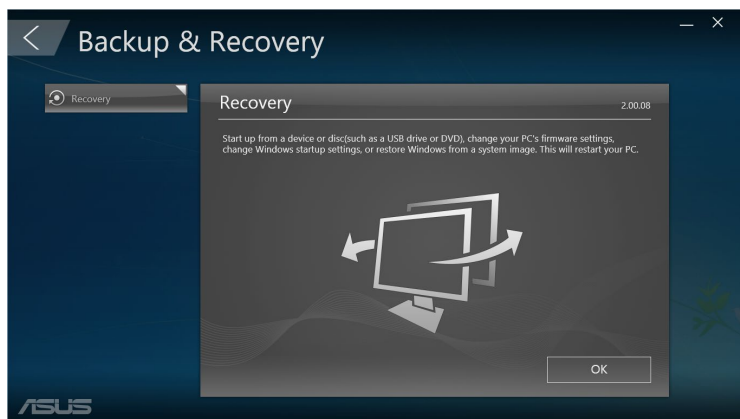 Backup & Recovery
Recovery
Recovery
2.00.08
Start up from a device or disc(such as a USB drive or DVD), change your PC's firmware settings,
change Windows startup settings, or restore Windows from a system image. This will restart your PC.
OK
ASUS